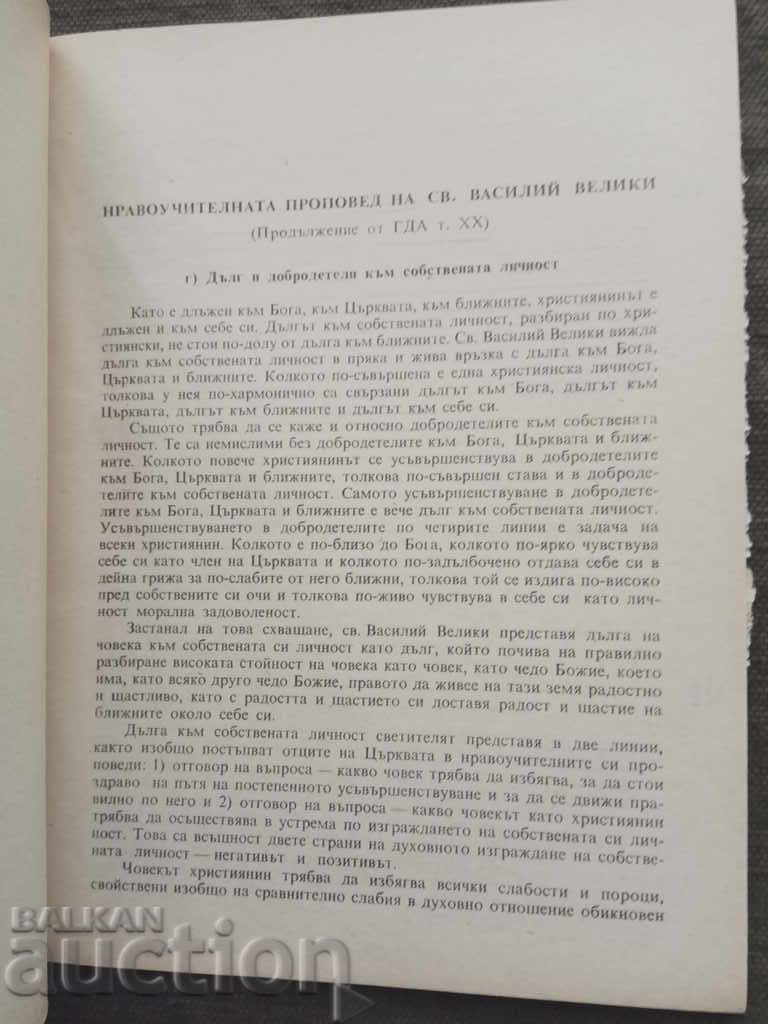 НРАВОУЧИТЕЛНАТА ПРОПОВЕД НА СВ. ВАСИЛИЙ ВЕЛИКИ
(Продължение от ГДА т. XX)
г) Дълг и добродетели към собствената личност
Като е длъжен към Бога, към Църквата, към ближните, християнинът е
длъжен и към себе си. Дългът към собствената личност, разбиран по хри-
стиянски, не стои по-долу от дълга към ближните. Св. Василий Велики вижда
дълга към собствената личност в пряка и жива връзка с дълга към Бога,
Църквата и ближните. Колкото по-съвършена е една християнска личност,
толкова у нея по-хармонично са свързани дългът към Бога, дългът към
Църквата, дългът към ближните и дългът към себе си.
Същото трябва да се каже и относно добродетелите към собствената
личност. Те са немислими без добродетелите към Бога, Църквата и ближ-
ните. Колкото повече християнинът се усъвършенствува в добродетелите
към Бога, Църквата и ближните, толкова по-съвършен става и в добродe-
телите към собствената личност. Самото усъвършенствуване в добродете-
лите към Бога, Църквата и ближните е вече дълг към собствената личност.
Усъвършенствуването в добродетелите по четирите линии е задача на
всеки християнин. Колкото е по-близо до Бога, колкото по-ярко чувствува
себе си като член на Църквата и колкото по-задълбочено отдава себе си в
дейна грижа за по-слабите от него ближни, толкова той се издига по-високо
пред собствените си очи и толкова по-живо чувствува в себе си като лич-
ност морална задоволеност.
Застанал на това схващане, св. Василий Велики представя дълга на
човека към собствената си личност като дълг, който почива на правилно
разбиране високата стойност на човека като човек, като чедо Божие, което
има, като всяко друго чедо Божие, правото да живее на тази земя радостно
и щастливо, като с радостта и щастието си доставя радост и щастие на
ближните около себе си.
Дълга към собствената личност светителят представя в две линии,
както изобщо постъпват отците на Църквата в нравоучителните си про-
поведи: 1) отговор на въпроса — какво човек трябва да избягва, за да стои
здраво на пътя на постепенното усъвършенствуване и за да се движи пра-
вилно по него и 2) отговор на въпроса — какво човекът като християнин
трябва да осъществява в устрема по изграждането на собствената си лич-
ност. Това са всъщност двете страни на духовното изграждане на собстве-
ната личност — негативът и позитивът.
Човекът християнин трябва да избягва всички слабости и пороци,
свойствени изобщо на сравнително слабия в духовно отношение обикновен
BALKAN
auction